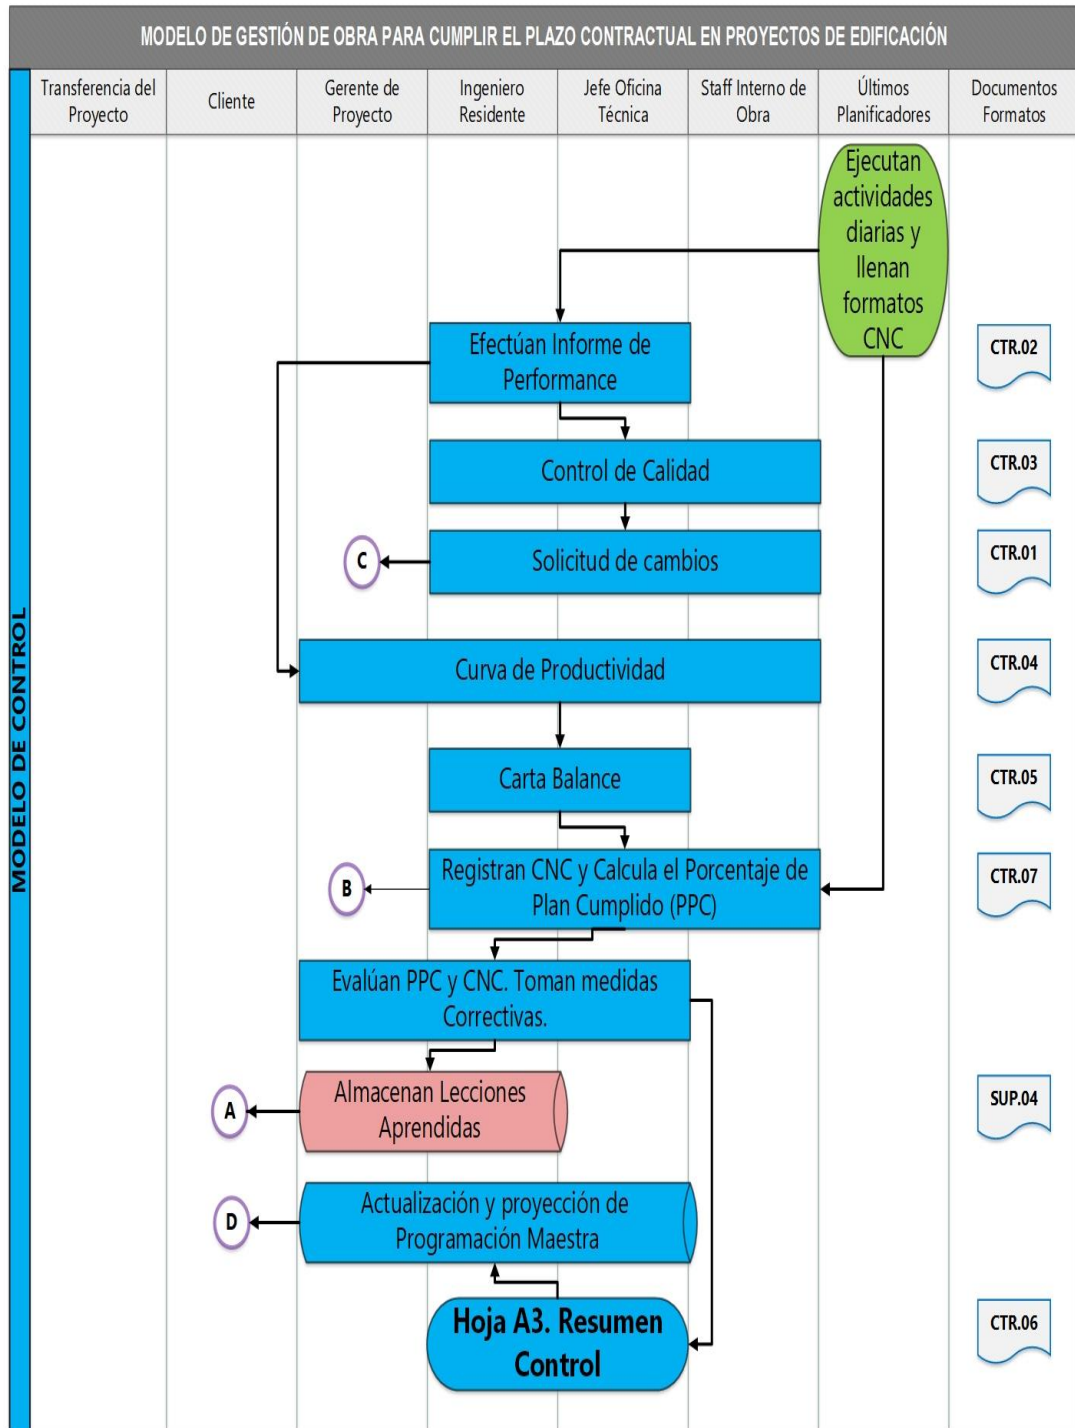 MODELO DE GESTIÓN DE OBRA PARA CUMPLIR EL PLAZO CONTRACTUAL EN PROYECTOS DE EDIFICACIÓN
Transferencia del
Proyecto
Cliente
Gerente de
Proyecto
Ingeniero
Residente
Jefe Oficina
Técnica
Staff Interno de
Obra
Últimos
Planificadores
Documentos
Formatos
MODELO DE CONTROL
Ejecutan
actividades
diarias y
llenan
formatos
CNC
Efectúan Informe de
Performance
CTR.02
Control de Calidad
CTR.03
C
Solicitud de cambios
CTR.01
Curva de Productividad
CTR.04
Carta Balance
CTR.05
B
Registran CNC y Calcula el Porcentaje de
Plan Cumplido (PPC)
CTR.07
Evalúan PPC y CNC. Toman medidas
Correctivas.
A
Almacenan Lecciones
Aprendidas
SUP.04
D
Actualización y proyección de
Programación Maestra
Hoja A3. Resumen
Control
CTR.06